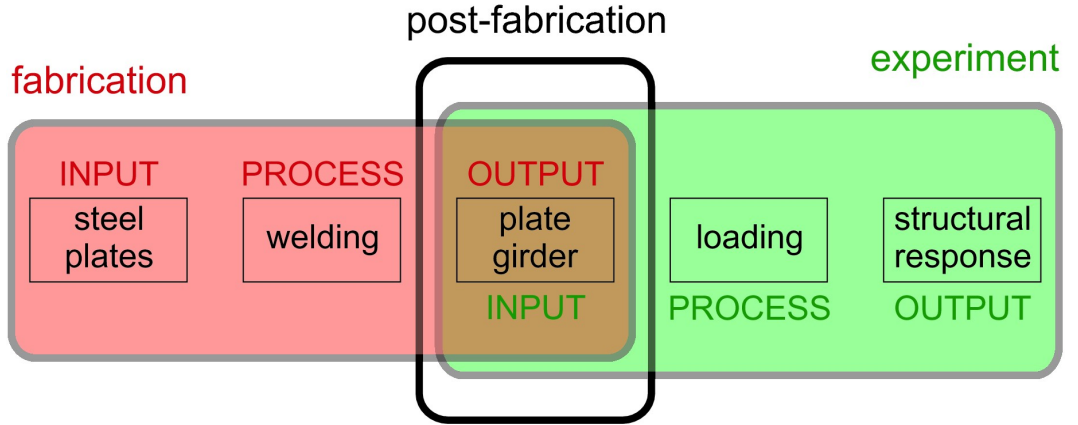 post-fabrication
experiment
fabrication
INPUT
PROCESS
OUTPUT
steel
plates
welding
plate
girder
loading
structural
response
INPUT
PROCESS
OUTPUT